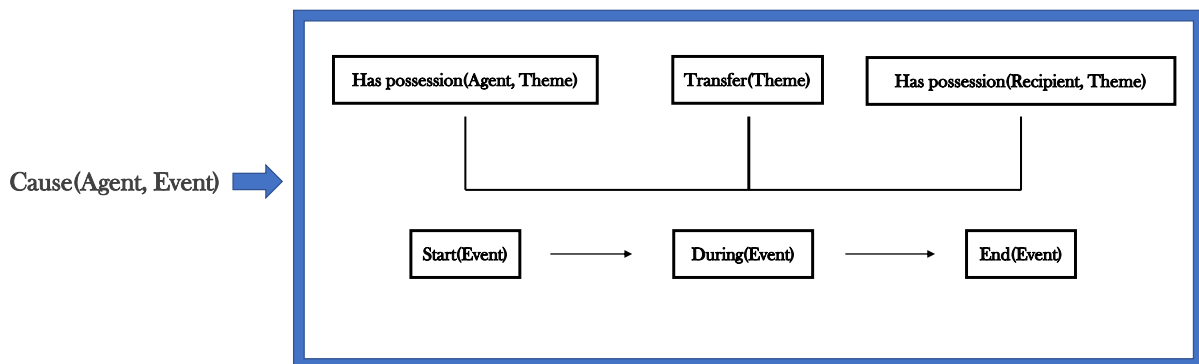 Has possession(Agent, Theme)
Transfer(Theme)
Has possession(Recipient, Theme)
Cause(Agent, Event)
Start(Event)
During(Event)
End(Event)